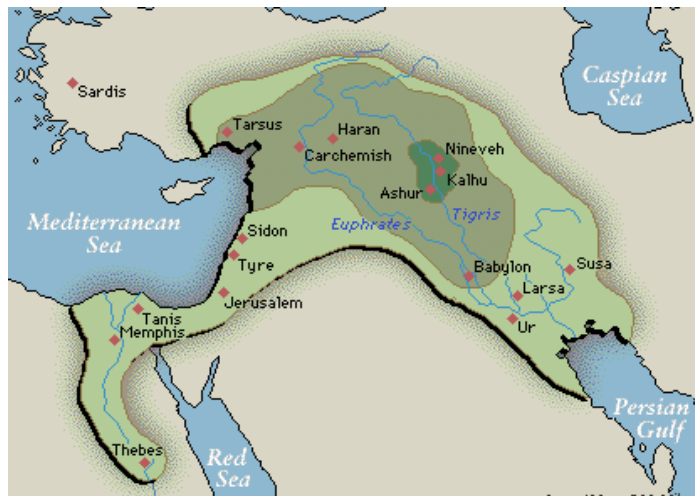 Caspian
Sea
Sardis
Tarsus
Haran
Carchemish
Nineveh
Kalhu
Ashur
Mediterranean
Sea
Euphrates
Tigris
Sidon
Tyre
Jerusalem
Babylon
Susa
Larsa
Ur
Tanis
Memphis
Persian
Gulf
Thebes
Red
Sea